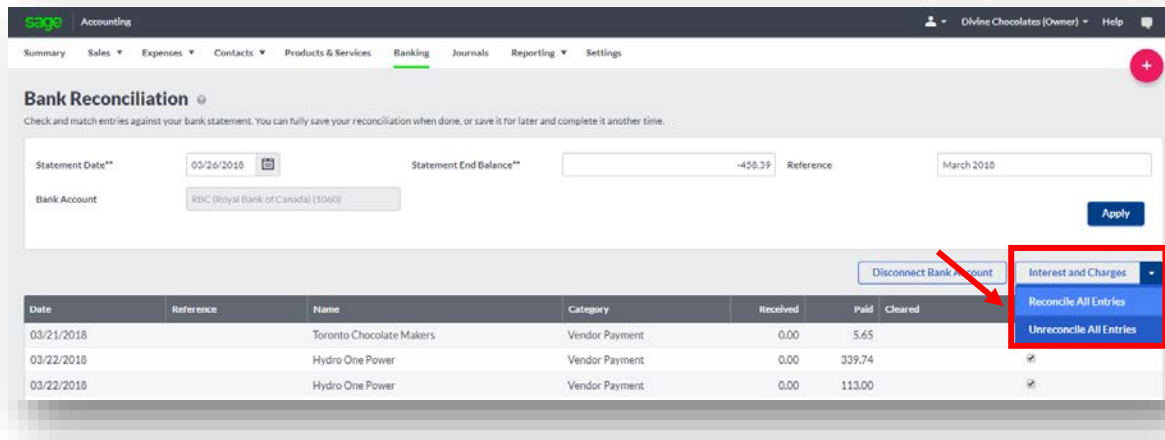 sage Accounting Divine Chocolates (Owner) Help
Summary Sales Expenses Contacts Products & Services Banking Journals Reporting Settings
+
Bank Reconciliation
Check and match entries against your bank statement. You can fully save your reconciliation when done, or save it for later and complete it another time.
Statement Date** 03/26/2018 Statement End Balance** -458.39 Reference March 2018
Bank Account RBC (Royal Bank of Canada) (1060)
Apply
Disconnect Bank Account Interest and Charges
Reconcile All Entries
Unreconcile All Entries
Date Reference Name Category Received Paid Cleared
03/21/2018 Toronto Chocolate Makers Vendor Payment 0.00 5.65
03/22/2018 Hydro One Power Vendor Payment 0.00 339.74
03/22/2018 Hydro One Power Vendor Payment 0.00 113.00